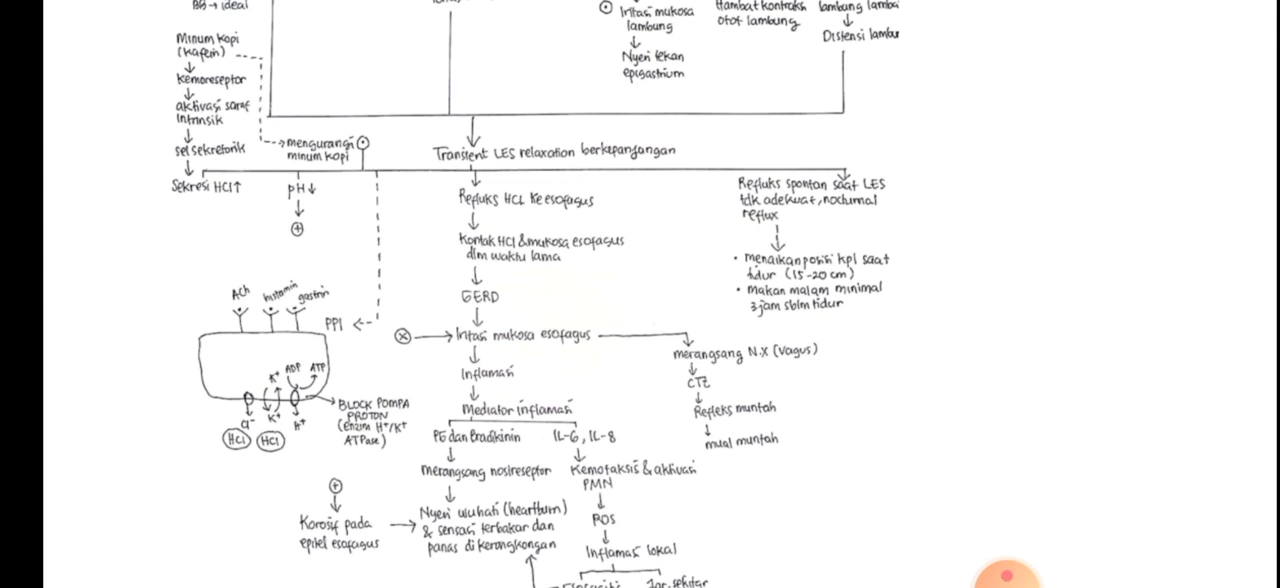 BB → ideal
Minum kopi
(kafein)
↓
kemoreseptor
↓
aktivasi saraf
intrinsik
↓
sel sekretorik
↓
Sekresi HCl↑
mengurangi
minum kopi
pH↓
↓
⊕
Iritasi mukosa
lambung
↓
Nyeri tekan
epigastrium
Hambat kontraksi
otot lambung
lambung
↓
Distensi
Transient LES relaxation berkepanjangan
Refluks HCL ke esofagus
↓
Kontak HCl & mukosa esofagus
dlm waktu lama
↓
GERD
↓
Iritasi mukosa esofagus
↓
Inflamasi
↓
Mediator inflamasi
PG dan Bradikinin
↓
merangsang nosireseptor
↓
Nyeri uluhati (heartburn)
& sensasi terbakar dan
panas di kerongkongan
IL-6, IL-8
↓
Kemotaksis & aktivasi
PMN
↓
ROS
↓
Inflamasi lokal
Jar. sekitar
Refluks spontan saat LES
tdk adekuat, nocturnal
reflux
• menaikan posisi kpl saat
tidur (15-20 cm)
• makan malam minimal
3 jam sblm tidur
merangsang N.X (Vagus)
↓
CTZ
↓
Refleks muntah
↓
mual muntah
ACh
histamin
gastrin
PPI
K⁺
ADP
ATP
Cl⁻
K⁺
H⁺
HCl
HCl
BLOCK POMPA
PROTON
(enzim H⁺/K⁺
ATPase)
⊕
↓
Korosif pada
epitel esofagus